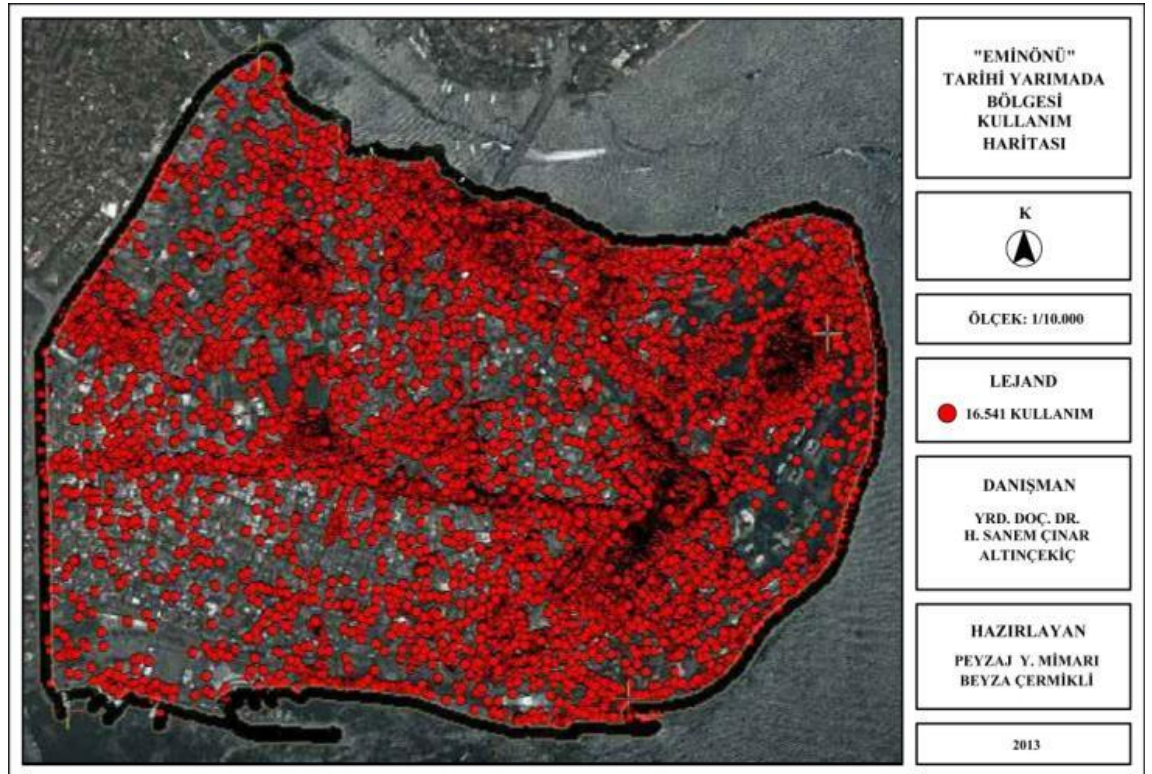 "EMİNÖNÜ"
TARİHİ YARIMADA
BÖLGESİ
KULLANIM
HARİTASI
K
ÖLÇEK: 1/10.000
LEJAND
16.541 KULLANIM
DANIŞMAN
YRD. DOÇ. DR.
H. SANEM ÇINAR
ALTINÇEKİÇ
HAZIRLAYAN
PEYZAJ Y. MİMARI
BEYZA ÇERMİKLİ
2013